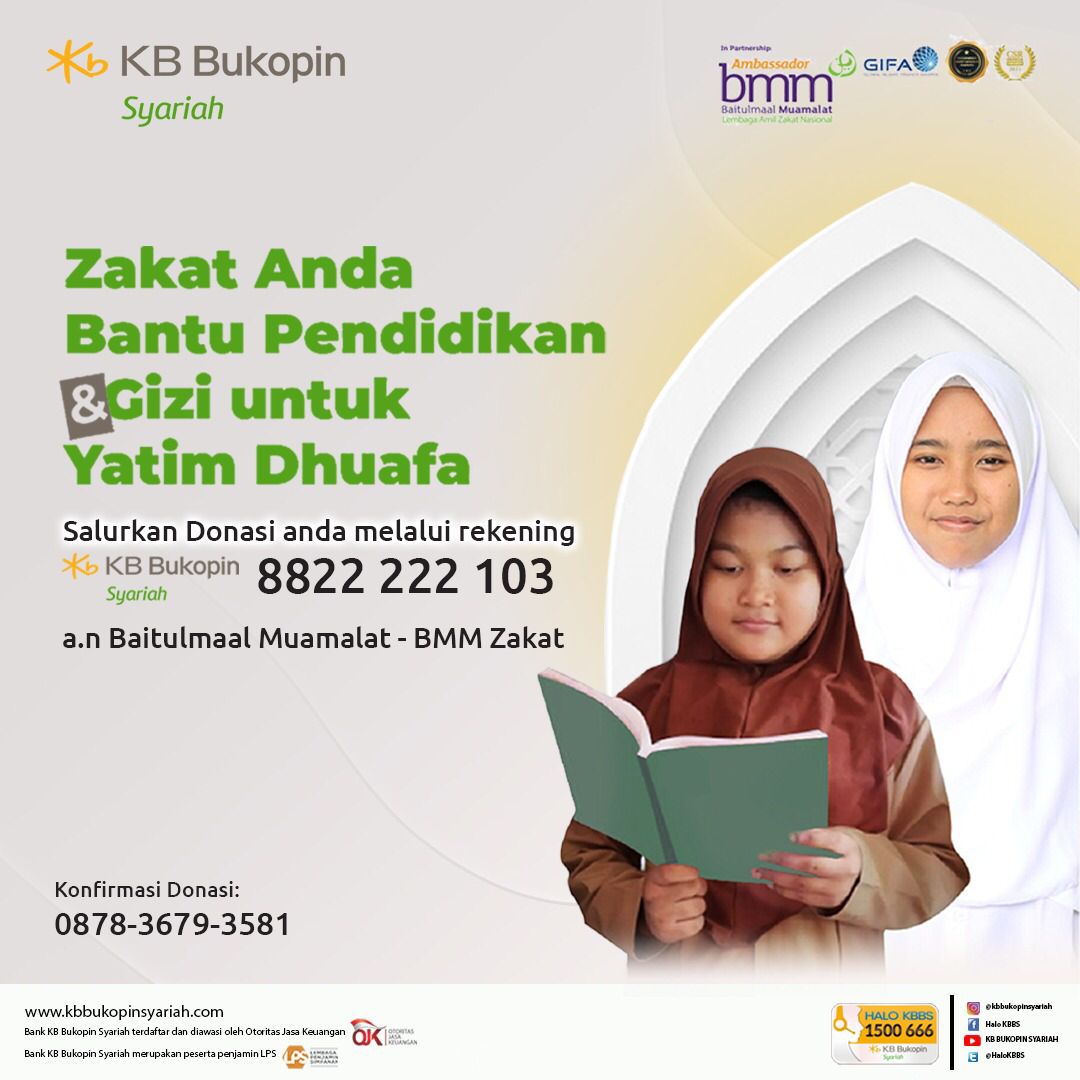 KB Bukopin
Syariah
In Partnership:
Ambassador
bmm
Baitulmaal Muamalat
Lembaga Amil Zakat Nasional
GIFA
Zakat Anda
Bantu Pendidikan
&Gizi untuk
Yatim Dhuafa
Salurkan Donasi anda melalui rekening
KB Bukopin
Syariah
8822 222 103
a.n Baitulmaal Muamalat - BMM Zakat
Konfirmasi Donasi:
0878-3679-3581
www.kbbukopinsyariah.com
Bank KB Bukopin Syariah terdaftar dan diawasi oleh Otoritas Jasa Keuangan
OJK
OTORITAS
JASA
KEUANGAN
Bank KB Bukopin Syariah merupakan peserta penjamin LPS
LPS
LEMBAGA
PENJAMIN
SIMPANAN
HALO KBBS
1500 666
KB Bukopin
Syariah
@kbbukopinsyariah
Halo KBBS
KB BUKOPIN SYARIAH
@HaloKBBS